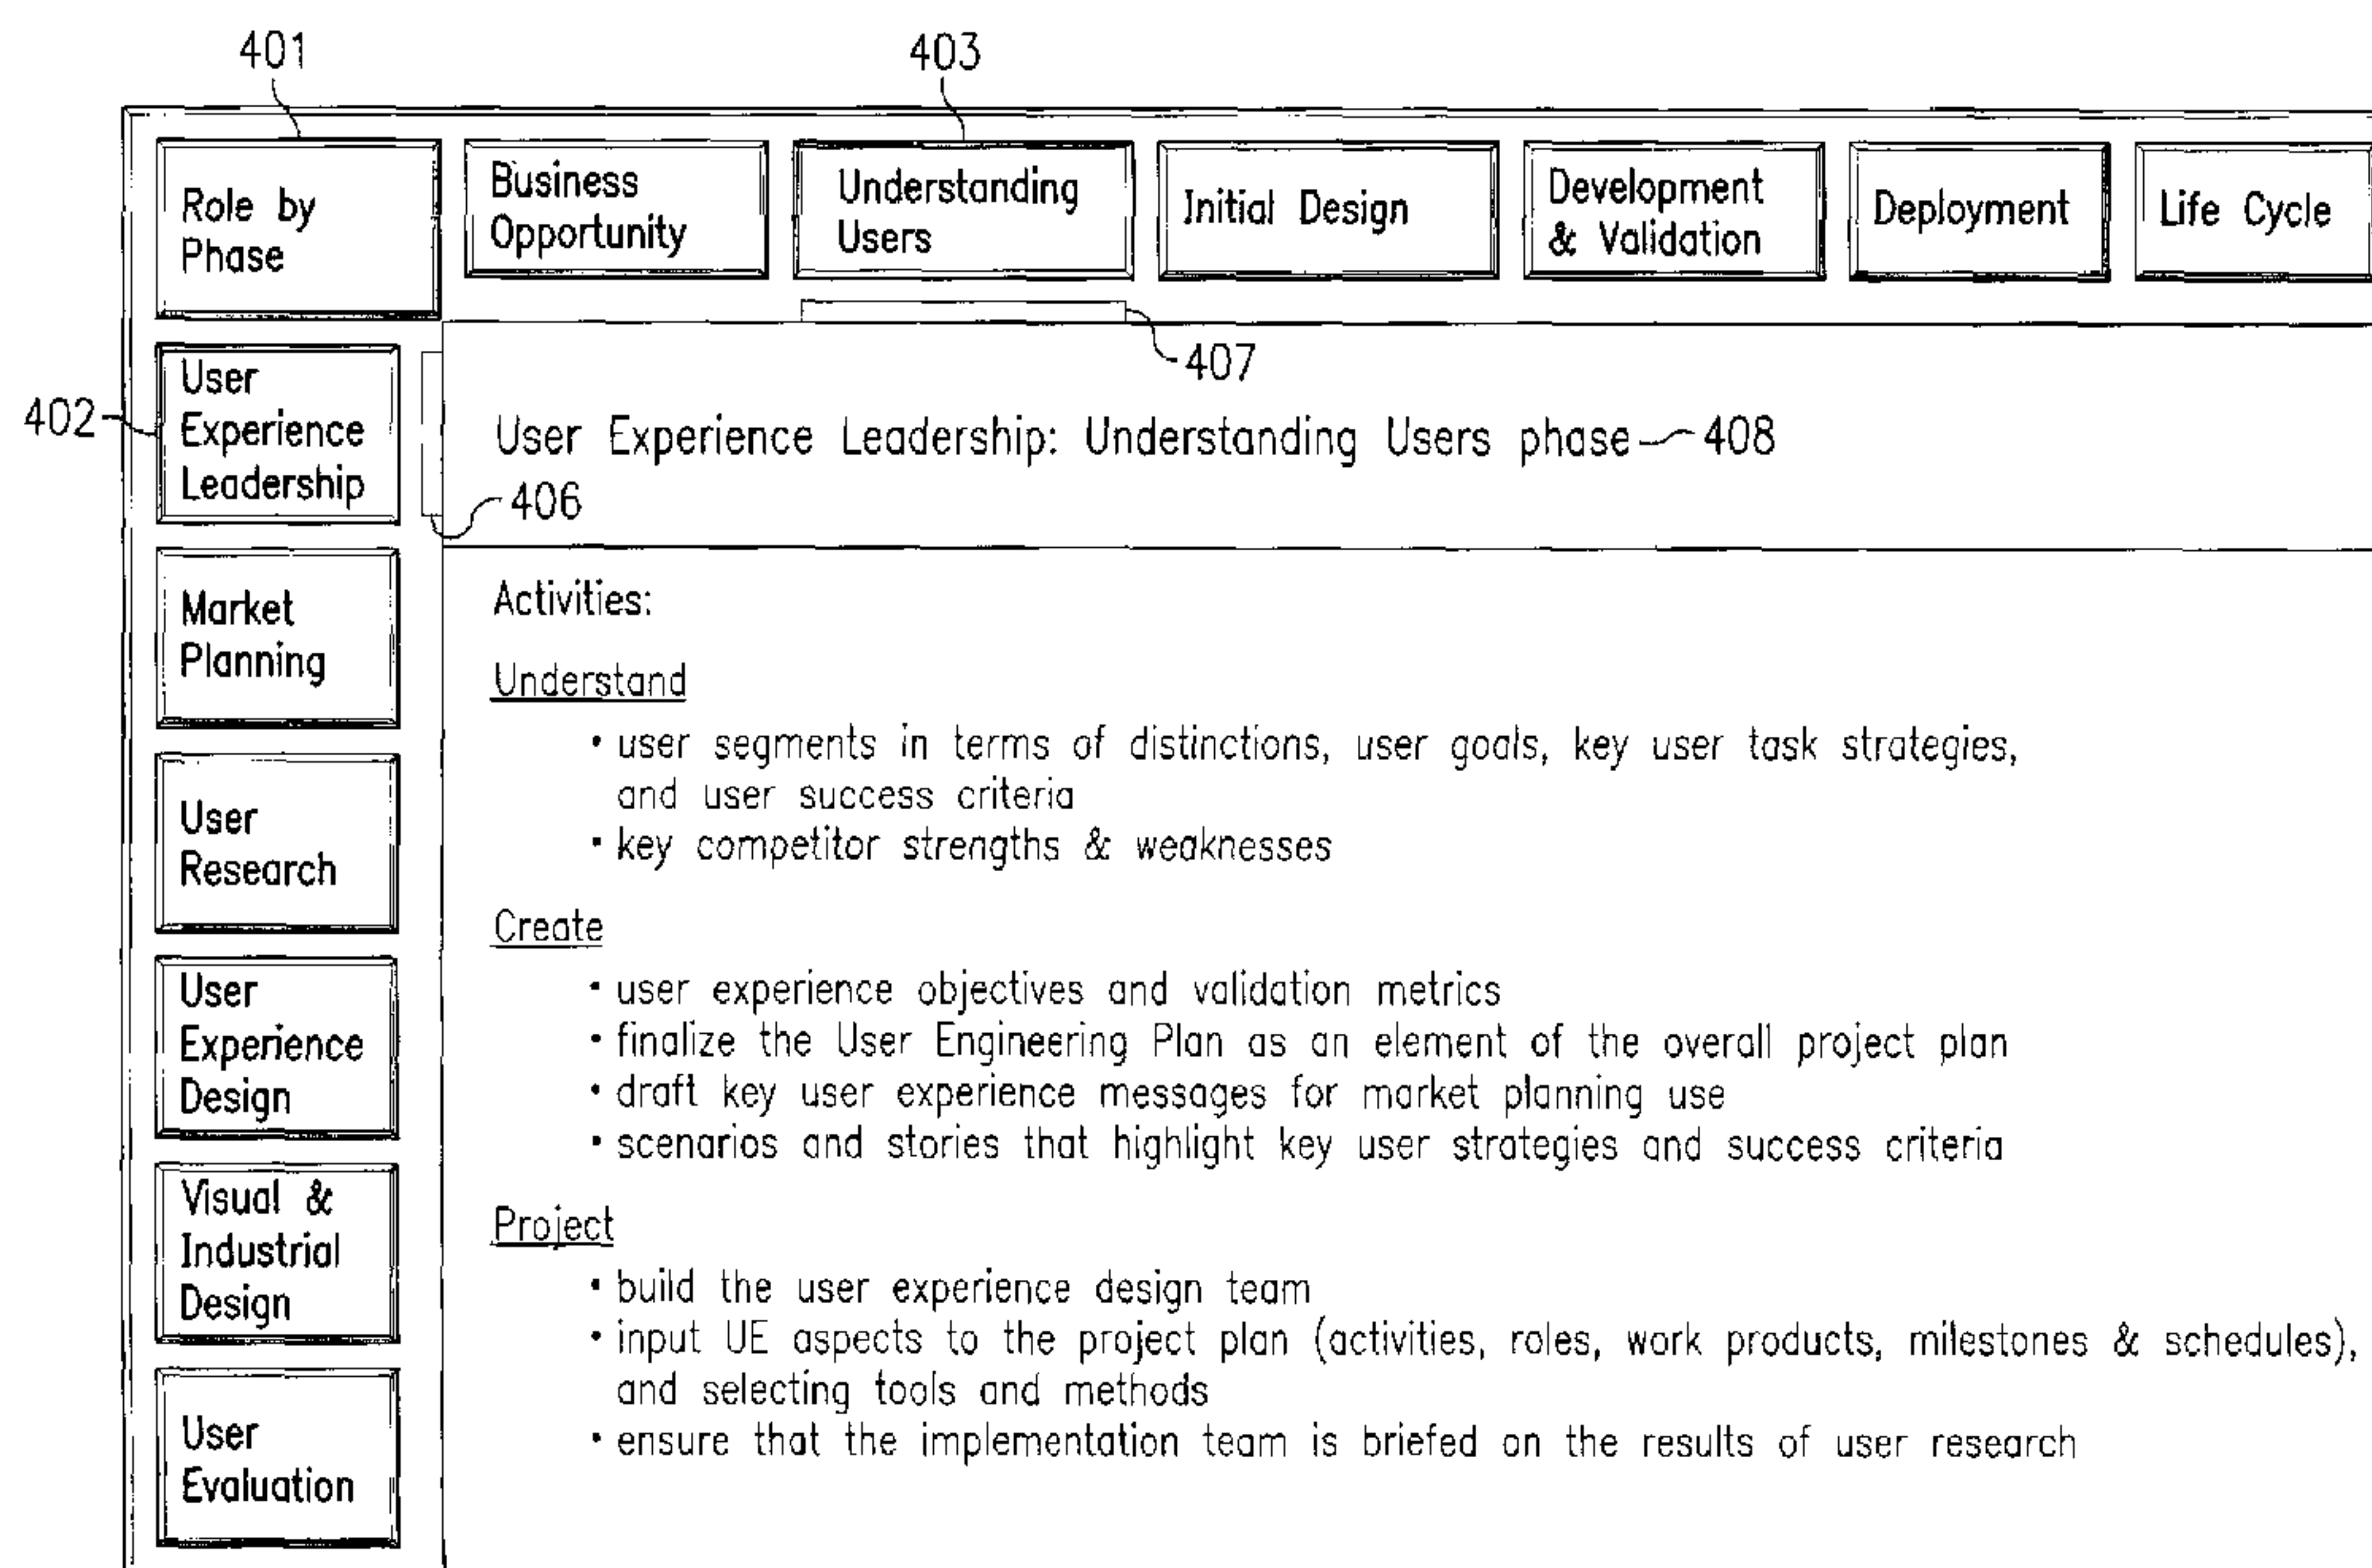 401
403
Role by
Phase
Business
Opportunity
Understanding
Users
Initial Design
Development
& Validation
Deployment
Life Cycle
407
402
User
Experience
Leadership
User Experience Leadership: Understanding Users phase 408
406
Market
Planning
User
Research
User
Experience
Design
Visual &
Industrial
Design
User
Evaluation
Activities:
Understand
• user segments in terms of distinctions, user goals, key user task strategies,
and user success criteria
• key competitor strengths & weaknesses
Create
• user experience objectives and validation metrics
• finalize the User Engineering Plan as an element of the overall project plan
• draft key user experience messages for market planning use
• scenarios and stories that highlight key user strategies and success criteria
Project
• build the user experience design team
• input UE aspects to the project plan (activities, roles, work products, milestones & schedules),
and selecting tools and methods
• ensure that the implementation team is briefed on the results of user research